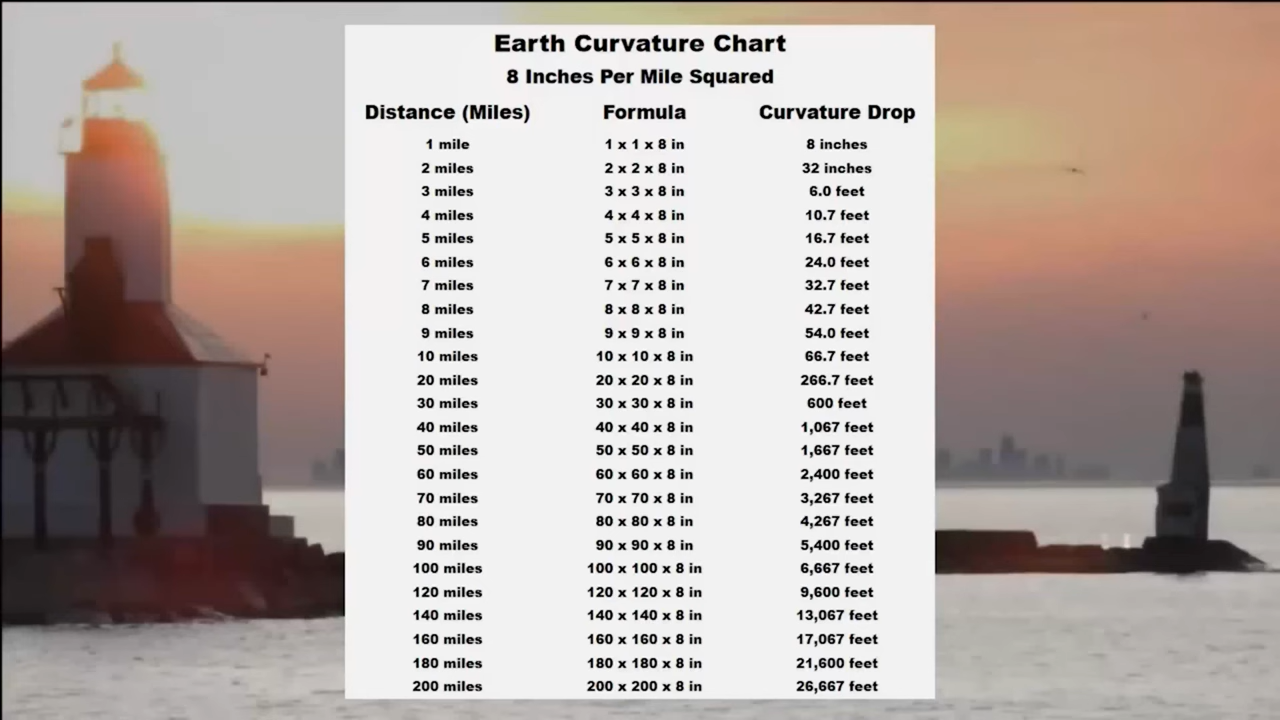 Earth Curvature Chart
8 Inches Per Mile Squared
Distance (Miles) Formula Curvature Drop
1 mile 1 x 1 x 8 in 8 inches
2 miles 2 x 2 x 8 in 32 inches
3 miles 3 x 3 x 8 in 6.0 feet
4 miles 4 x 4 x 8 in 10.7 feet
5 miles 5 x 5 x 8 in 16.7 feet
6 miles 6 x 6 x 8 in 24.0 feet
7 miles 7 x 7 x 8 in 32.7 feet
8 miles 8 x 8 x 8 in 42.7 feet
9 miles 9 x 9 x 8 in 54.0 feet
10 miles 10 x 10 x 8 in 66.7 feet
20 miles 20 x 20 x 8 in 266.7 feet
30 miles 30 x 30 x 8 in 600 feet
40 miles 40 x 40 x 8 in 1,067 feet
50 miles 50 x 50 x 8 in 1,667 feet
60 miles 60 x 60 x 8 in 2,400 feet
70 miles 70 x 70 x 8 in 3,267 feet
80 miles 80 x 80 x 8 in 4,267 feet
90 miles 90 x 90 x 8 in 5,400 feet
100 miles 100 x 100 x 8 in 6,667 feet
120 miles 120 x 120 x 8 in 9,600 feet
140 miles 140 x 140 x 8 in 13,067 feet
160 miles 160 x 160 x 8 in 17,067 feet
180 miles 180 x 180 x 8 in 21,600 feet
200 miles 200 x 200 x 8 in 26,667 feet